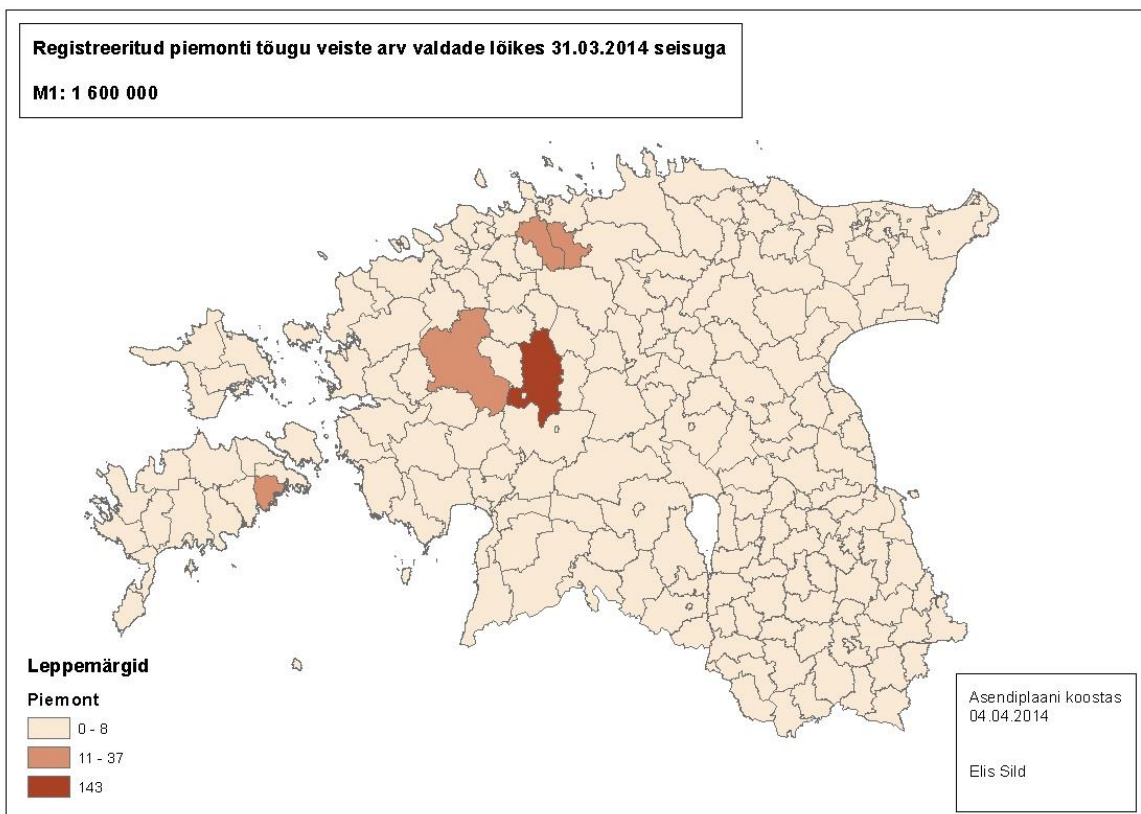 Registreeritud piemonti tõugu veiste arv valdade lõikes 31.03.2014 seisuga
M1: 1 600 000
Leppemärgid
Piemont
0 - 8
11 - 37
143
Asendiplaani koostas
04.04.2014
Elis Sild